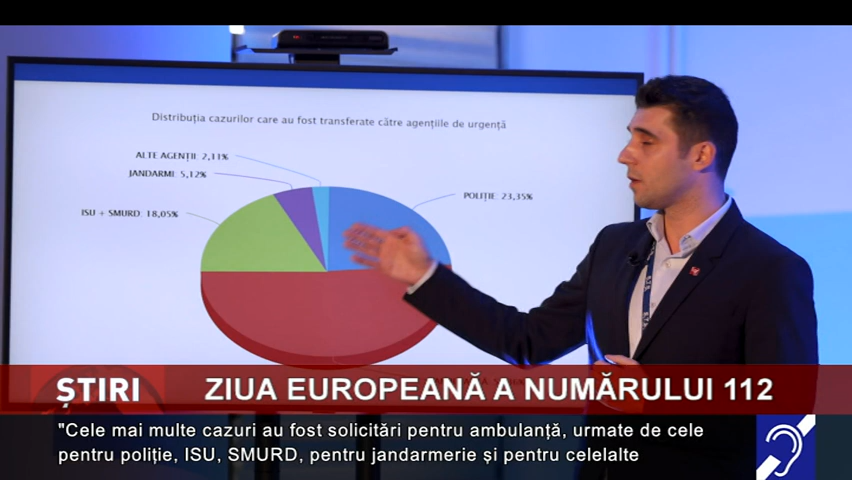 Distribuția cazurilor care au fost transferate către agențiile de urgență
ALTE AGENȚII: 2,11%
JANDARMI: 5,12%
POLIȚIE: 23,35%
ISU + SMURD: 18,05%
ȘTIRI
ZIUA EUROPEANĂ A NUMĂRULUI 112
"Cele mai multe cazuri au fost solicitări pentru ambulanță, urmate de cele
pentru poliție, ISU, SMURD, pentru jandarmerie și pentru celelalte